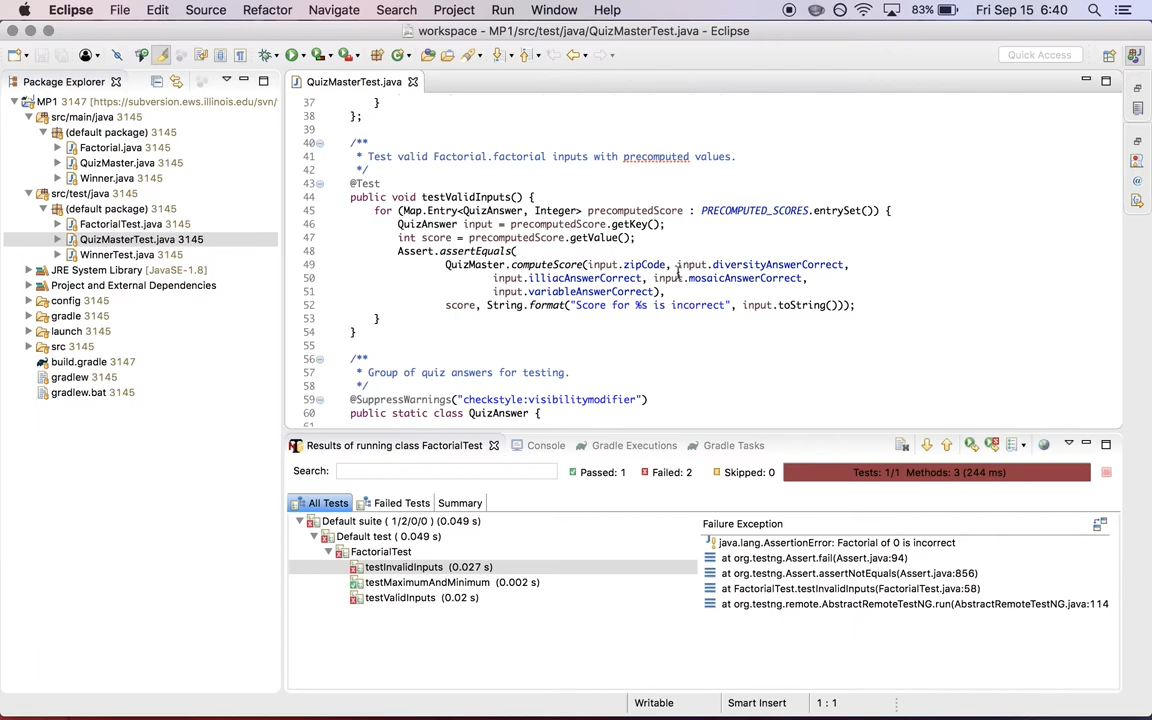 Eclipse File Edit Source Refactor Navigate Search Project Run Window Help 83% Fri Sep 15 6:40
workspace - MP1/src/test/java/QuizMasterTest.java - Eclipse
Quick Access
Package Explorer
MP1 3147 [https://subversion.ews.illinois.edu/svn/
src/main/java 3145
(default package) 3145
Factorial.java 3145
QuizMaster.java 3145
Winner.java 3145
src/test/java 3145
(default package) 3145
FactorialTest.java 3145
QuizMasterTest.java 3145
WinnerTest.java 3145
JRE System Library [JavaSE-1.8]
Project and External Dependencies
config 3145
gradle 3145
launch 3145
src 3145
build.gradle 3147
gradlew 3145
gradlew.bat 3145
QuizMasterTest.java
37 }
38 };
39
40 /**
41 * Test valid Factorial.factorial inputs with precomputed values.
42 */
43 @Test
44 public void testValidInputs() {
45 for (Map.Entry<QuizAnswer, Integer> precomputedScore : PRECOMPUTED_SCORES.entrySet()) {
46 QuizAnswer input = precomputedScore.getKey();
47 int score = precomputedScore.getValue();
48 Assert.assertEquals(
49 QuizMaster.computeScore(input.zipCode, input.diversityAnswerCorrect,
50 input.illiacAnswerCorrect, input.mosaicAnswerCorrect,
51 input.variableAnswerCorrect),
52 score, String.format("Score for %s is incorrect", input.toString()));
53 }
54 }
55
56 /**
57 * Group of quiz answers for testing.
58 */
59 @SuppressWarnings("checkstyle:visibilitymodifier")
60 public static class QuizAnswer {
61
Results of running class FactorialTest Console Gradle Executions Gradle Tasks
Search: Passed: 1 Failed: 2 Skipped: 0 Tests: 1/1 Methods: 3 (244 ms)
All Tests Failed Tests Summary
Default suite ( 1/2/0/0 ) (0.049 s)
Default test ( 0.049 s)
FactorialTest
testInvalidInputs (0.027 s)
testMaximumAndMinimum (0.002 s)
testValidInputs (0.02 s)
Failure Exception
java.lang.AssertionError: Factorial of 0 is incorrect
at org.testng.Assert.fail(Assert.java:94)
at org.testng.Assert.assertNotEquals(Assert.java:856)
at FactorialTest.testInvalidInputs(FactorialTest.java:58)
at org.testng.remote.AbstractRemoteTestNG.run(AbstractRemoteTestNG.java:114
Writable Smart Insert 1 : 1